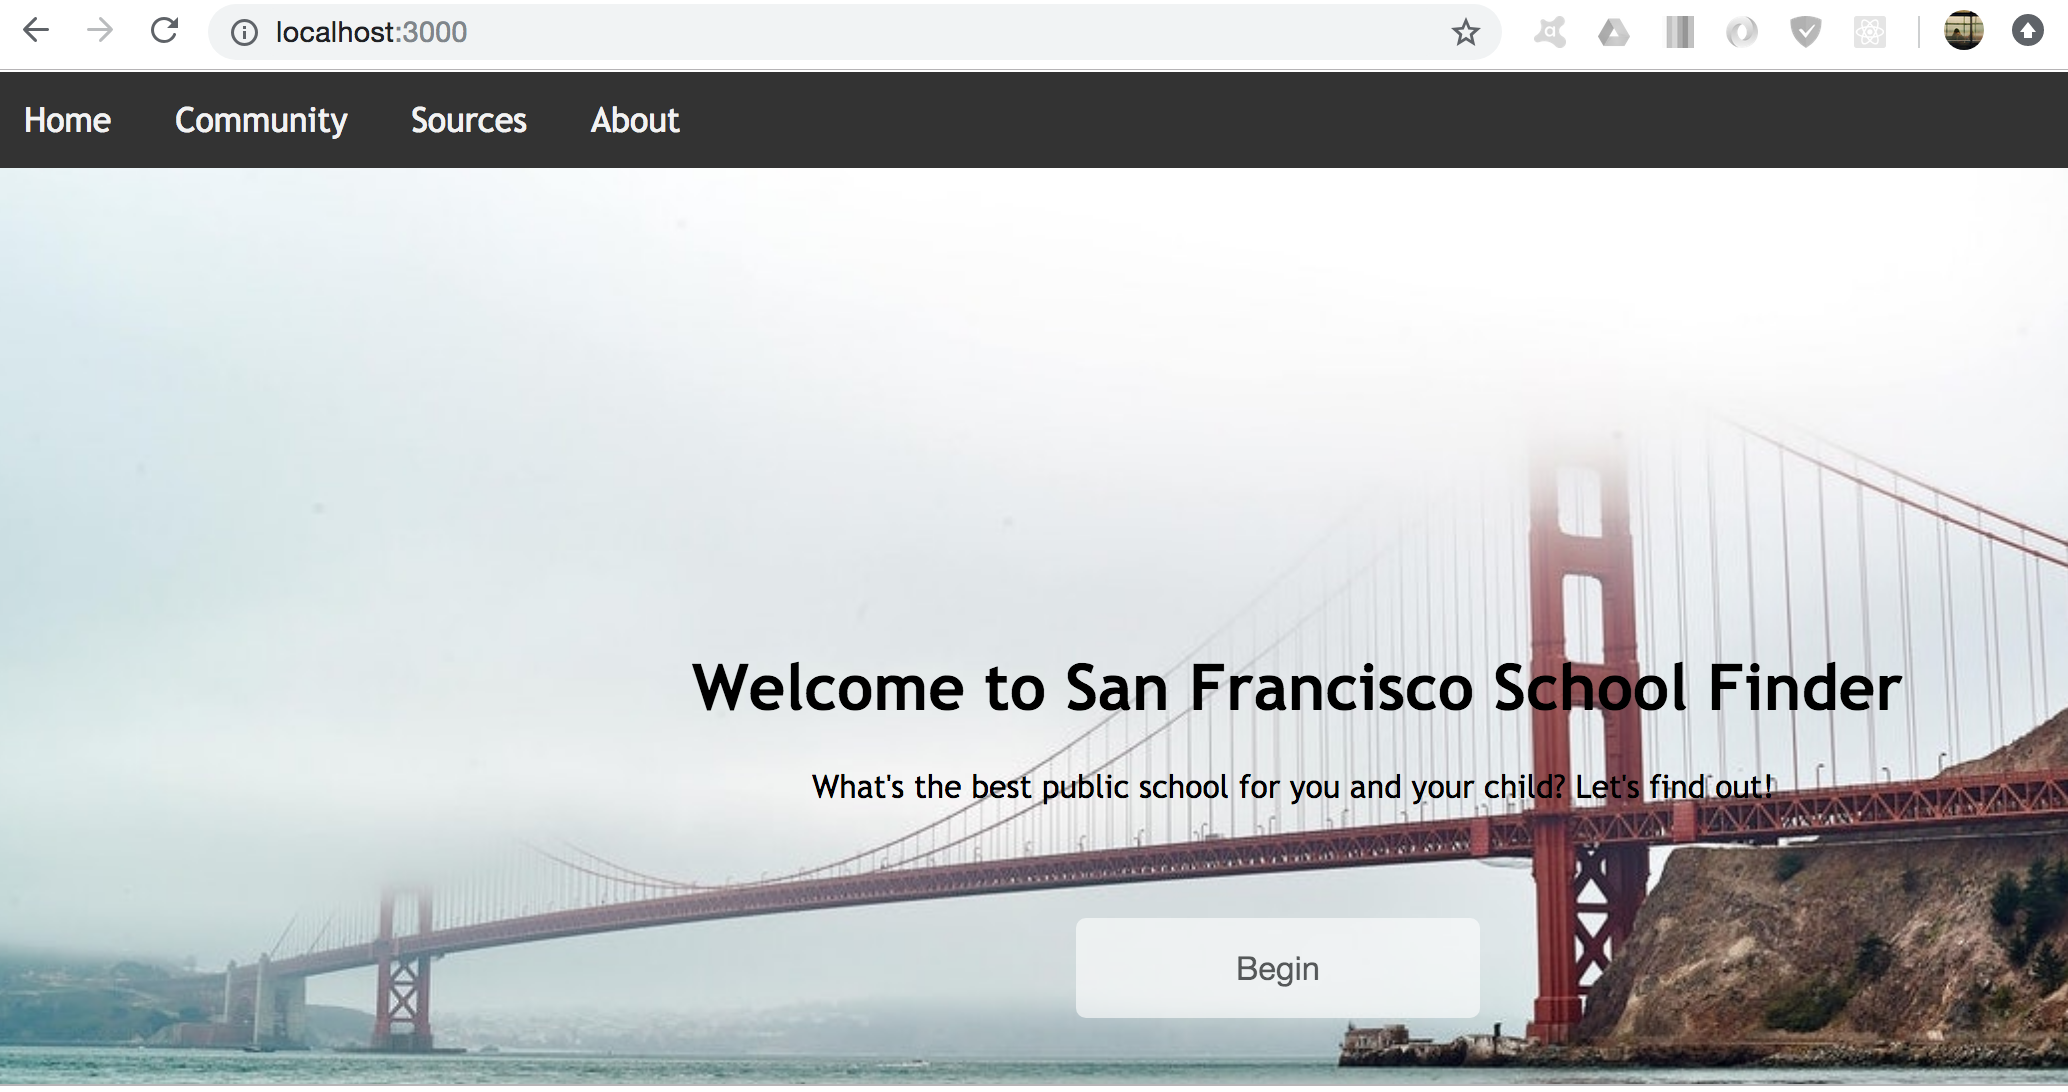 localhost:3000
Home Community Sources About
Welcome to San Francisco School Finder
What's the best public school for you and your child? Let's find out!
Begin